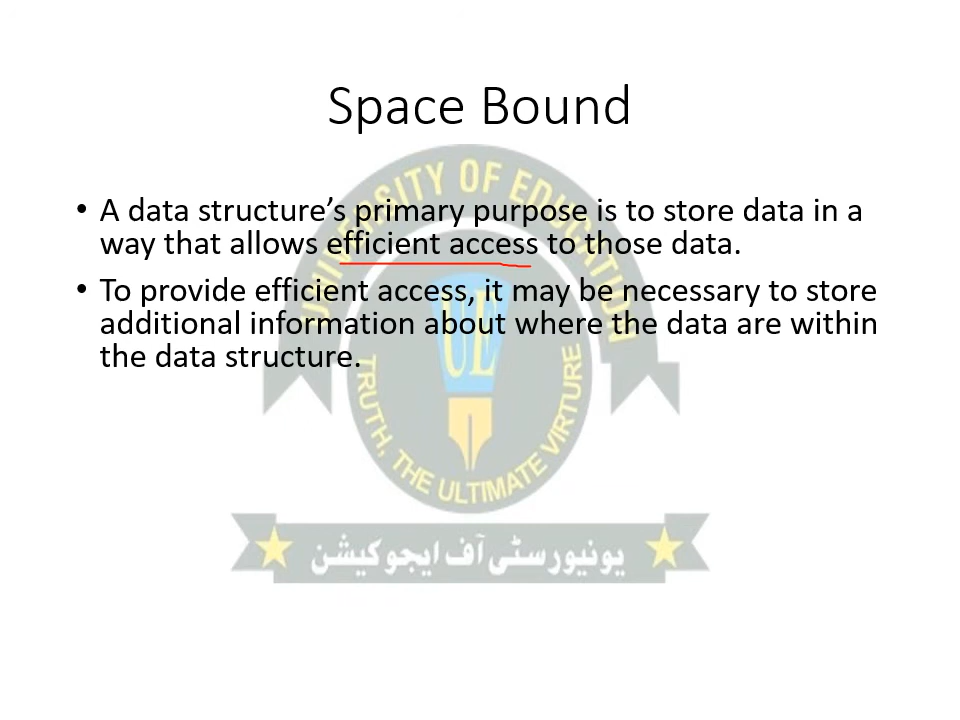 Space Bound
• A data structure’s primary purpose is to store data in a
way that allows efficient access to those data.
• To provide efficient access, it may be necessary to store
additional information about where the data are within
the data structure.
UNIVERSITY OF EDUCATION
UE
TRUTH, THE ULTIMATE VIRTURE
یونیورسٹی آف ایجوکیشن